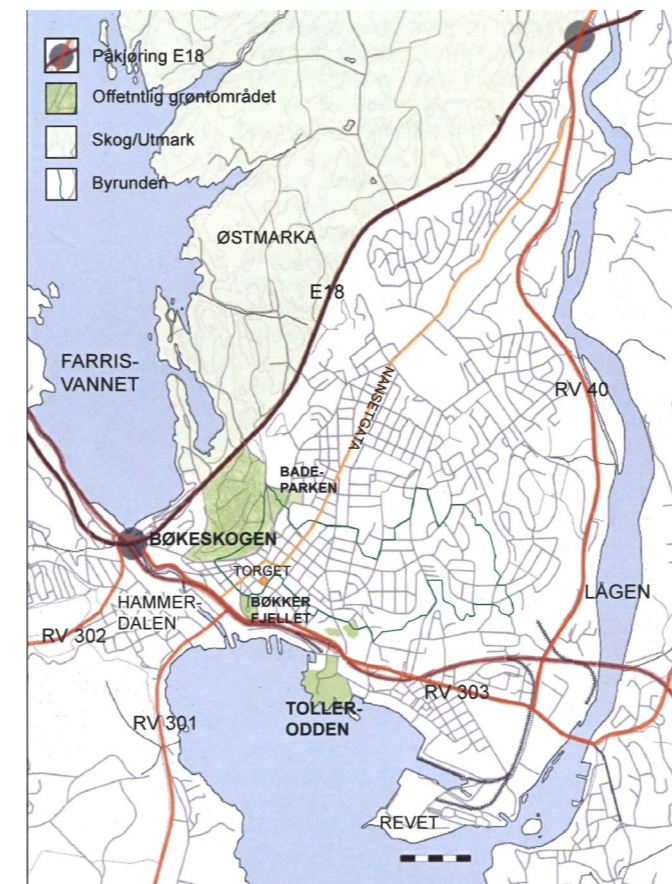 Påkjøring E18
Offetntlig grøntområdet
Skog/Utmark
Byrunden
ØSTMARKA
E18
FARRIS-
VANNET
NANSETGATA
RV 40
BADE-
PARKEN
BØKESKOGEN
TORGET
HAMMER-
DALEN
BØKKER
FJELLET
LÅGEN
RV 302
RV 303
TOLLER-
ODDEN
RV 301
REVET